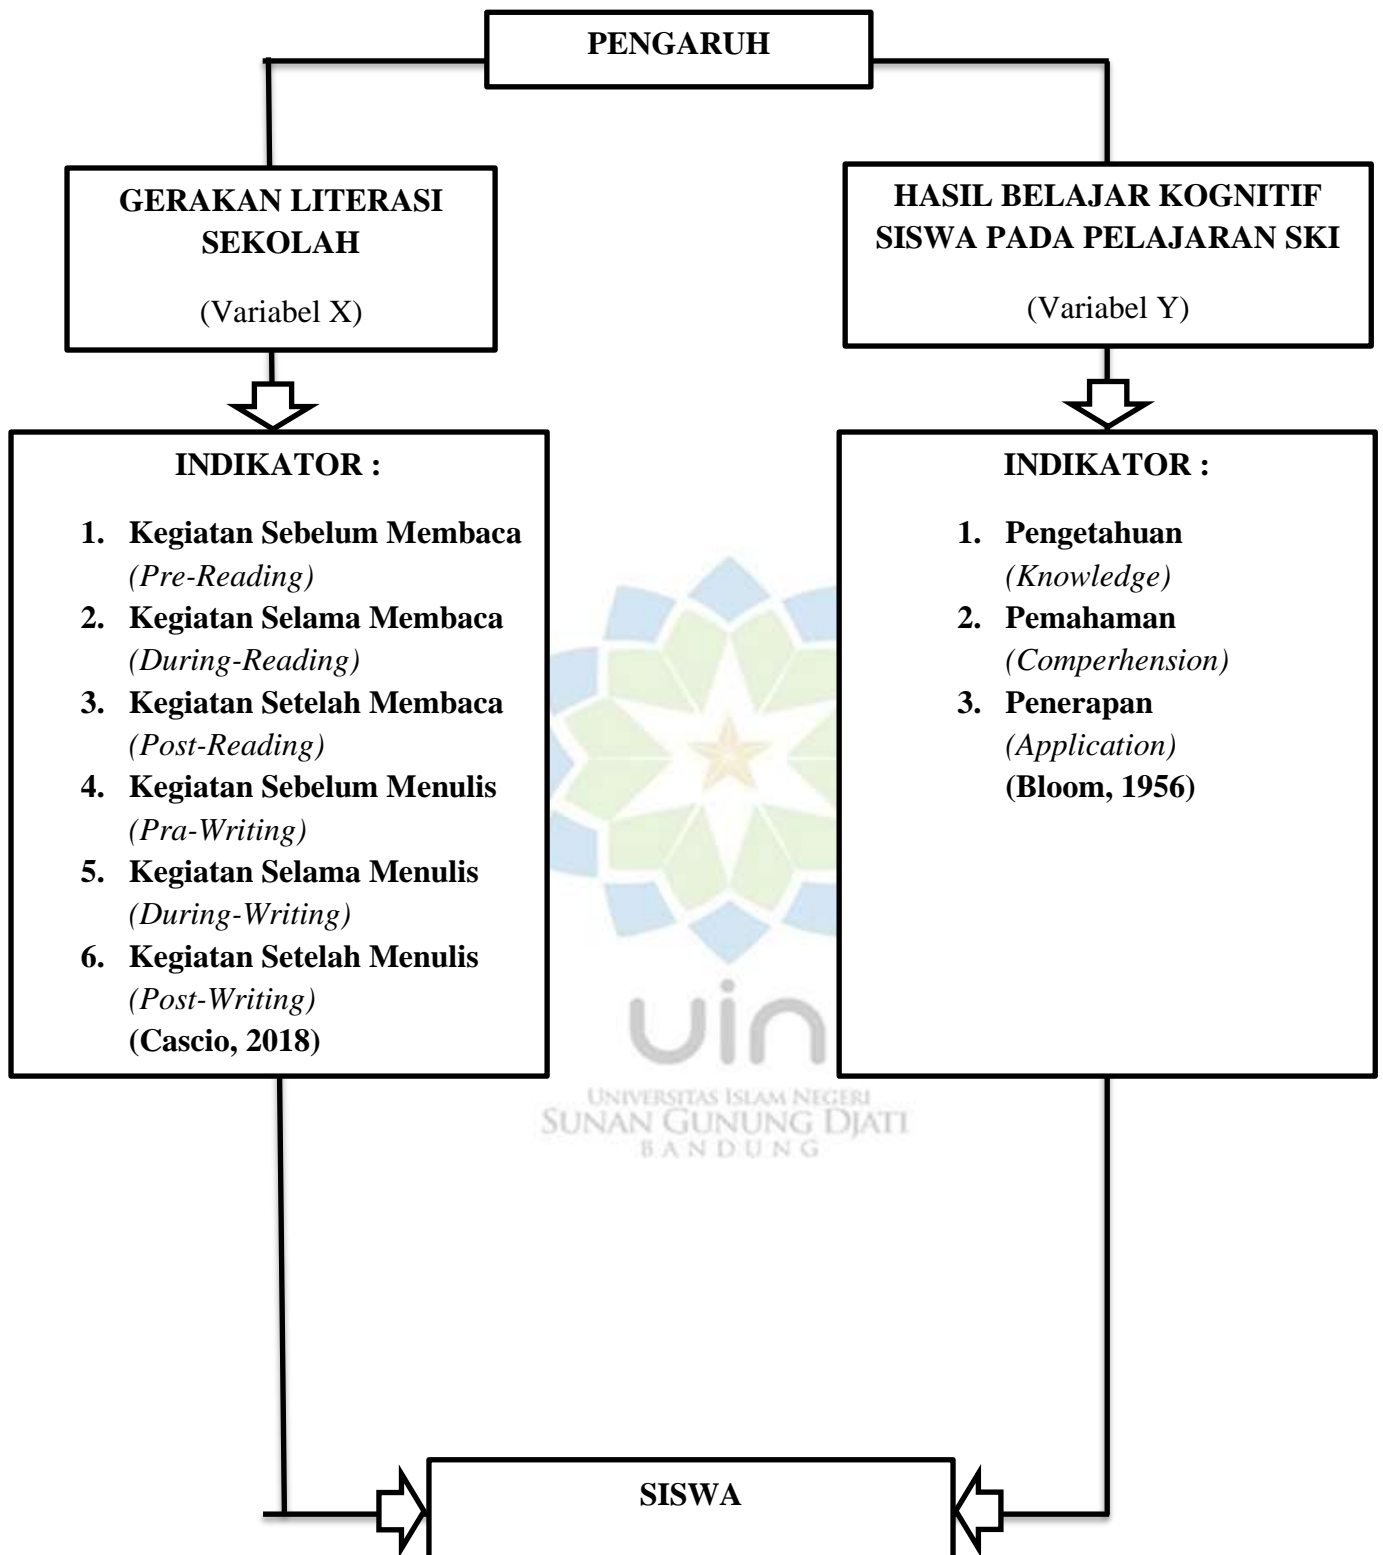 PENGARUH
GERAKAN LITERASI
SEKOLAH
(Variabel X)
HASIL BELAJAR KOGNITIF
SISWA PADA PELAJARAN SKI
(Variabel Y)
INDIKATOR :
1. Kegiatan Sebelum Membaca
(Pre-Reading)
2. Kegiatan Selama Membaca
(During-Reading)
3. Kegiatan Setelah Membaca
(Post-Reading)
4. Kegiatan Sebelum Menulis
(Pra-Writing)
5. Kegiatan Selama Menulis
(During-Writing)
6. Kegiatan Setelah Menulis
(Post-Writing)
(Cascio, 2018)
INDIKATOR :
1. Pengetahuan
(Knowledge)
2. Pemahaman
(Comperhension)
3. Penerapan
(Application)
(Bloom, 1956)
uin
UNIVERSITAS ISLAM NEGERI
SUNAN GUNUNG DJATI
BANDUNG
SISWA